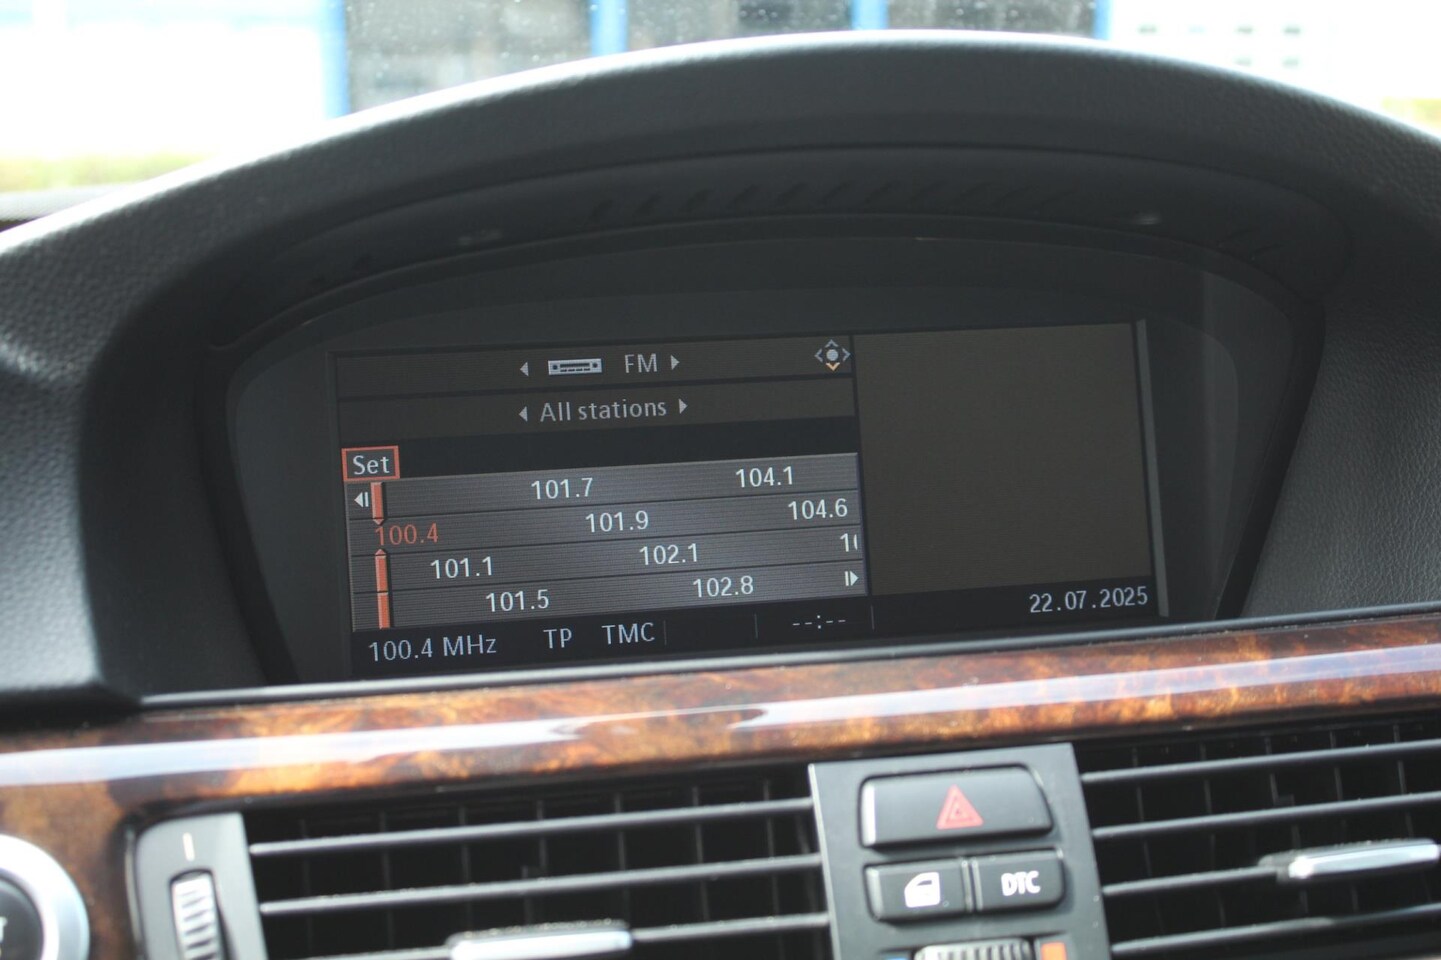 FM
All stations
Set
101.7 104.1
100.4 101.9 104.6
101.1 102.1
101.5 102.8
100.4 MHz TP TMC --:-- 22.07.2025
DTC